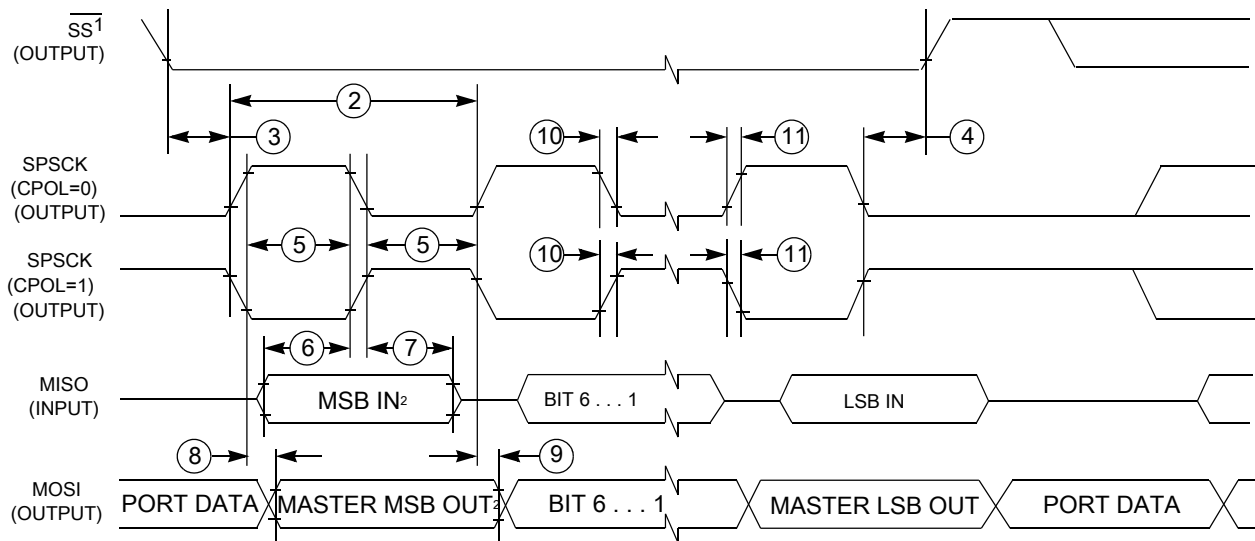 SS1
(OUTPUT)
2
3
10
11
4
SPSCK
(CPOL=0)
(OUTPUT)
5
5
SPSCK
(CPOL=1)
(OUTPUT)
10
11
6
7
MISO
(INPUT)
MSB IN2
BIT 6 . . . 1
LSB IN
8
9
MOSI
(OUTPUT)
PORT DATA
MASTER MSB OUT2
BIT 6 . . . 1
MASTER LSB OUT
PORT DATA